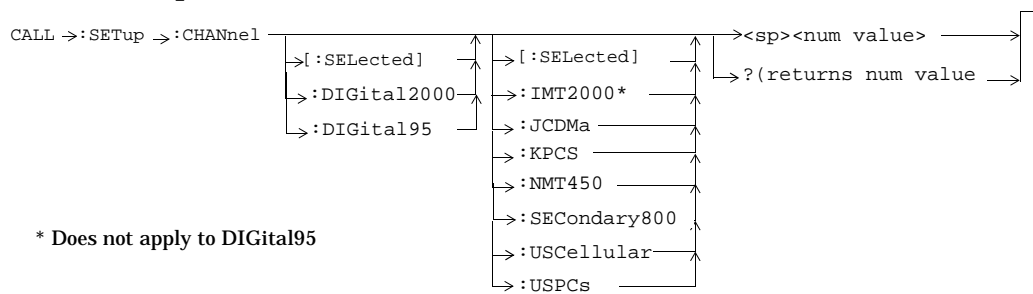 CALL :SETup :CHANnel <sp><num value>
[:SELected] [:SELected] ?(returns num value
:DIGital2000 :IMT2000*
:DIGital95 :JCDMa
:KPCS
:NMT450
:SECondary800
* Does not apply to DIGital95
:USCellular
:USPCs